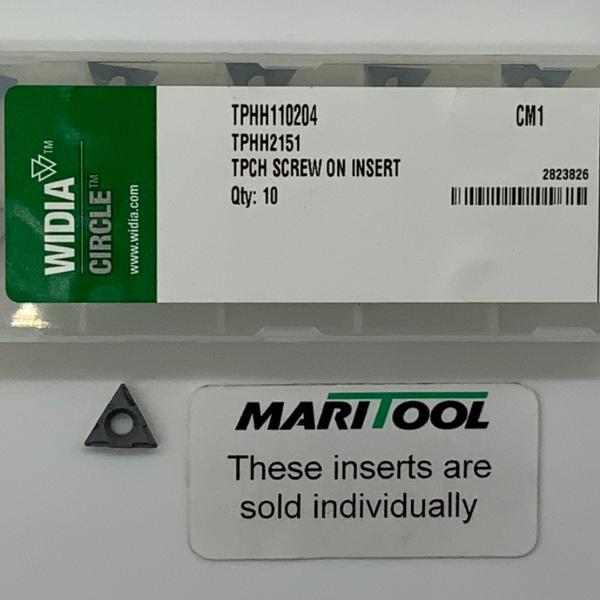 WIDIA™
CIRCLE™
www.widia.com
TPHH110204
CM1
TPHH2151
TPCH SCREW ON INSERT
2823826
Qty: 10
MARITOOL
These inserts are
sold individually